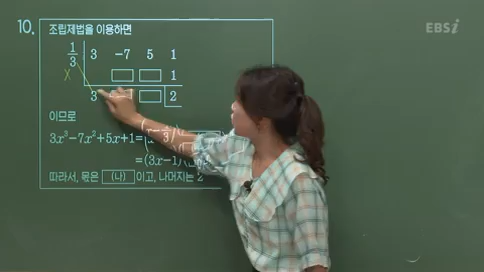 10.
EBSi
조립제법을 이용하면
1/3 3 -7 5 1
× □ □ 1
3 □ □ 2
이므로
3x³-7x²+5x+1=(x-1/3)(
=(3x-1)(
따라서, 몫은 (나) 이고, 나머지는 2